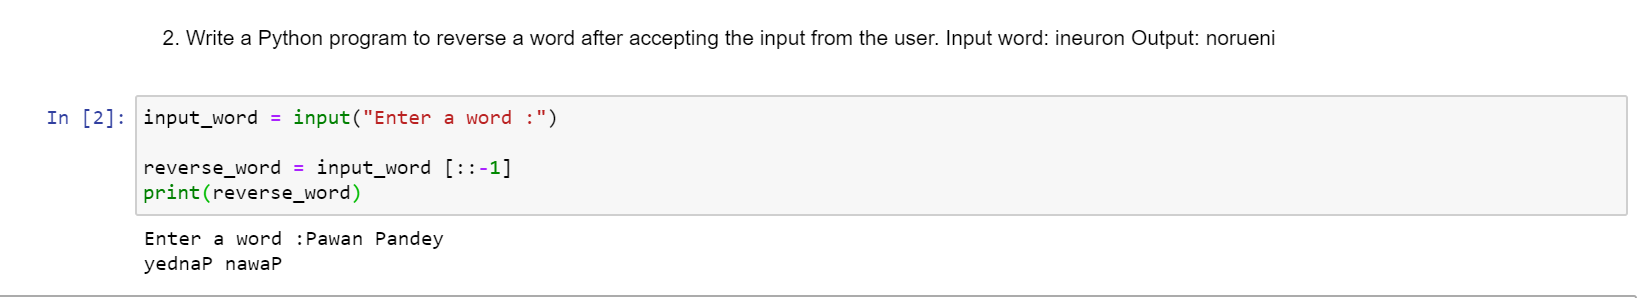 2. Write a Python program to reverse a word after accepting the input from the user. Input word: ineuron Output: norueni
In [2]: input_word = input("Enter a word :")
reverse_word = input_word [::-1]
print(reverse_word)
Enter a word :Pawan Pandey
yednaP nawaP